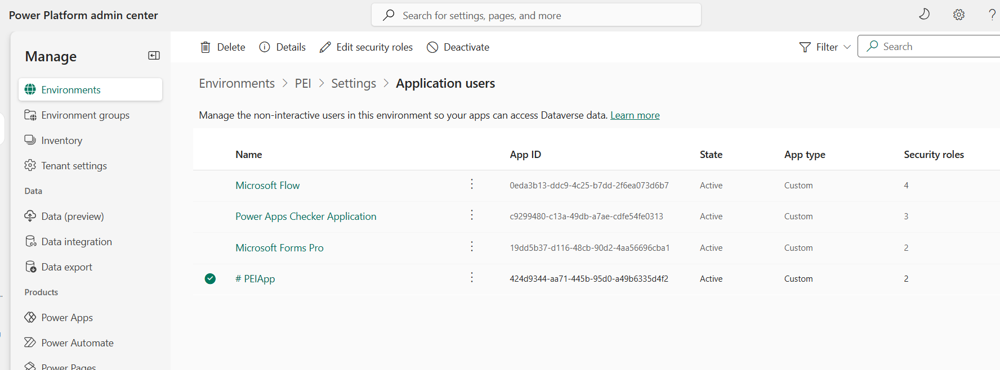 Power Platform admin center
Search for settings, pages, and more
Manage
Environments
Environment groups
Inventory
Tenant settings
Data
Data (preview)
Data integration
Data export
Products
Power Apps
Power Automate
Power Pages
Delete
Details
Edit security roles
Deactivate
Filter
Search
Environments > PEI > Settings > Application users
Manage the non-interactive users in this environment so your apps can access Dataverse data. Learn more
Name App ID State App type Security roles
Microsoft Flow 0eda3b13-ddc9-4c25-b7dd-2f6ea073d6b7 Active Custom 4
Power Apps Checker Application c9299480-c13a-49db-a7ae-cdfe54fe0313 Active Custom 3
Microsoft Forms Pro 19dd5b37-d116-48cb-90d2-4aa56696cba1 Active Custom 2
# PEIApp 424d9344-aa71-445b-95d0-a49b6335d4f2 Active Custom 2